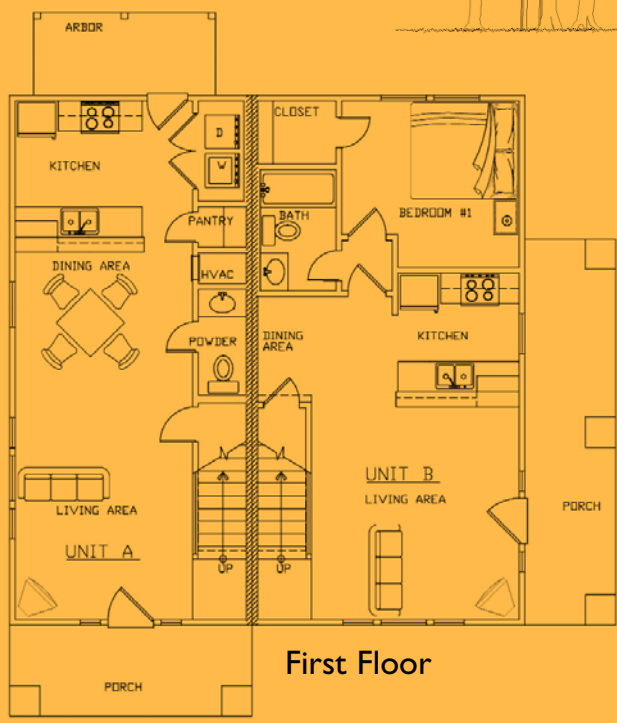 ARBOR
KITCHEN
D
W
PANTRY
DINING AREA
HVAC
POWDER
LIVING AREA
UNIT A
UP
PORCH
CLOSET
BATH
BEDROOM #1
DINING
AREA
KITCHEN
UNIT B
LIVING AREA
UP
PORCH
First Floor